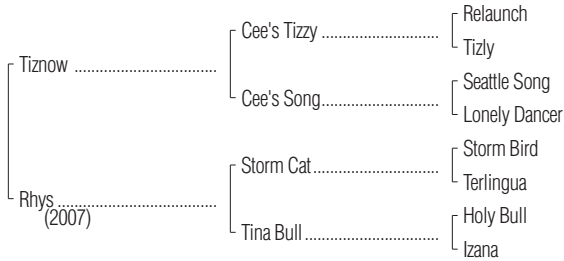 Relaunch
Cee's Tizzy
Tizly
Tiznow
Seattle Song
Cee's Song
Lonely Dancer
Storm Bird
Storm Cat
Terlingua
Rhys
(2007)
Holy Bull
Tina Bull
Izana